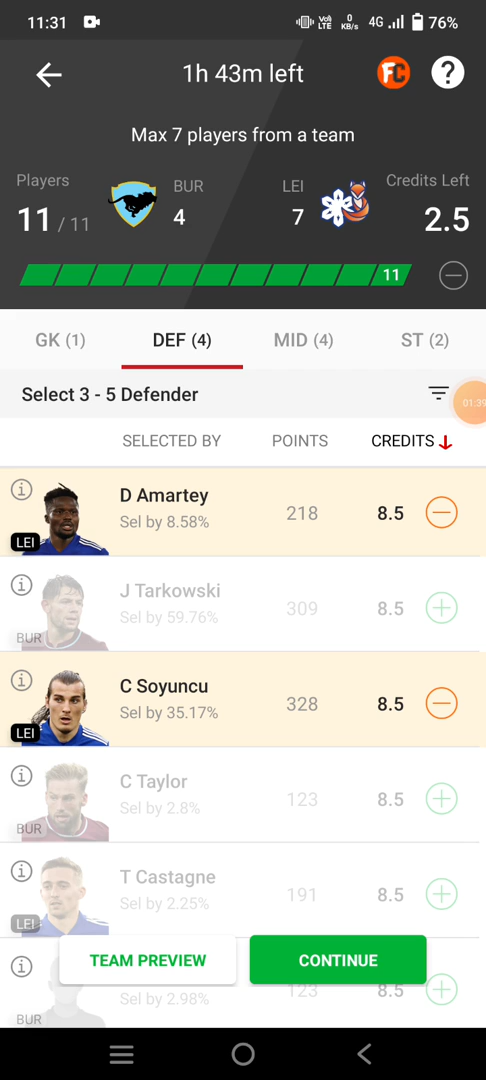 11:31 Vo) LTE 0 KB/s 4G 76%
1h 43m left FC ?
Max 7 players from a team
Players BUR LEI Credits Left
11 / 11 4 7 2.5
11
GK (1) DEF (4) MID (4) ST (2)
Select 3 - 5 Defender
01:39
SELECTED BY POINTS CREDITS
D Amartey
Sel by 8.58% 218 8.5
LEI
J Tarkowski
Sel by 59.76% 309 8.5
BUR
C Soyuncu
Sel by 35.17% 328 8.5
LEI
C Taylor
Sel by 2.8% 123 8.5
BUR
T Castagne
Sel by 2.25% 191 8.5
LEI
TEAM PREVIEW CONTINUE
Sel by 2.98% 123 8.5
BUR